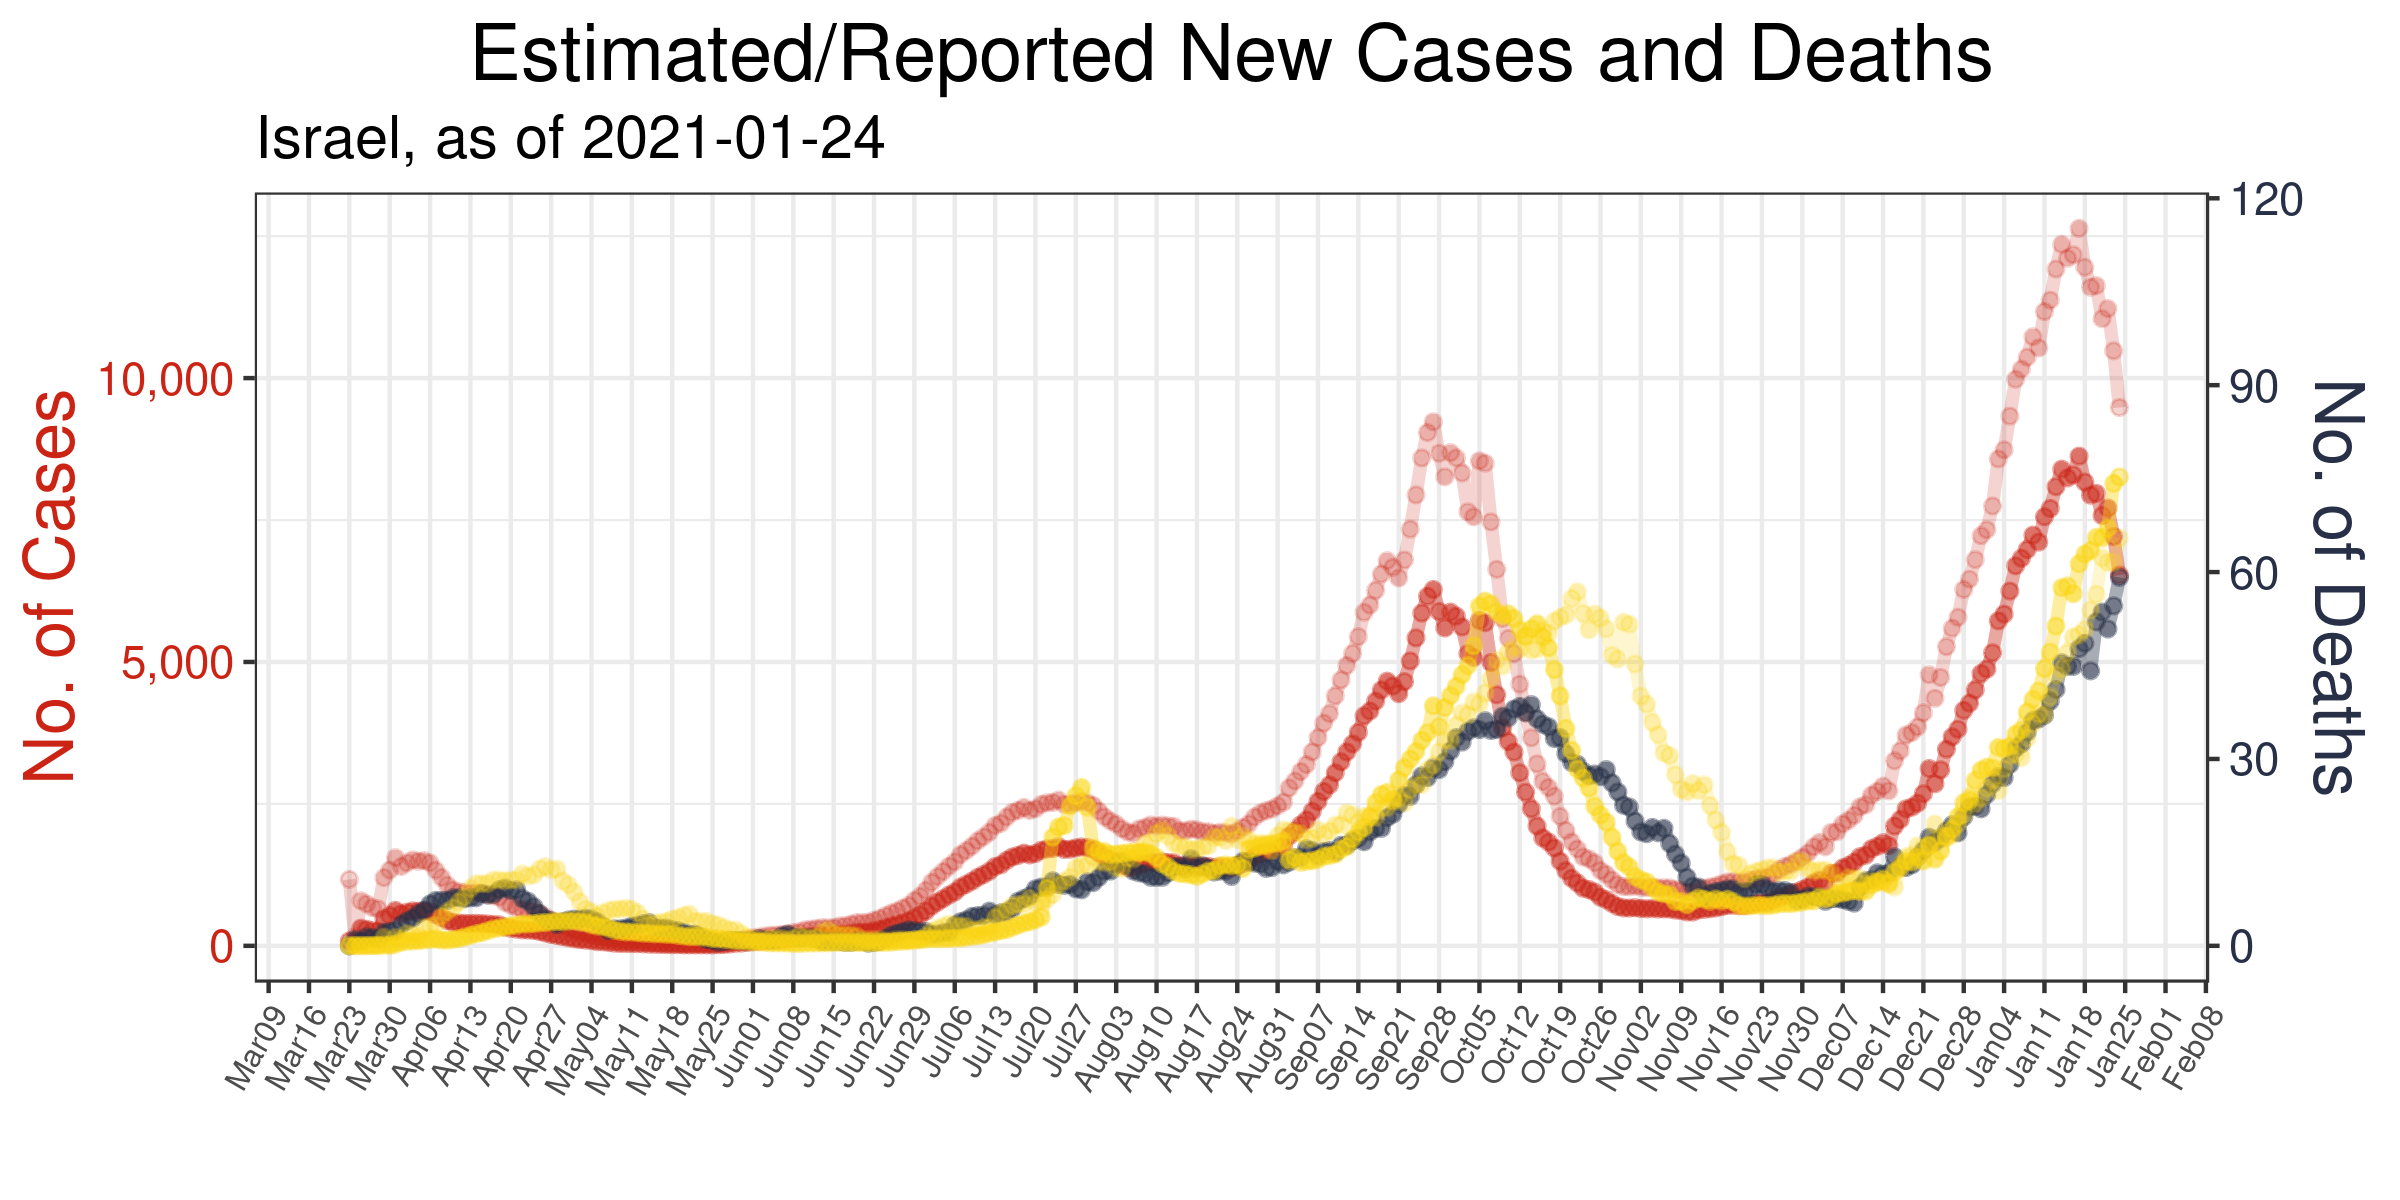 Estimated/Reported New Cases and Deaths
Israel, as of 2021-01-24
No. of Cases
10,000
5,000
0
120
90
60
30
0
No. of Deaths
Mar09 Mar16 Mar23 Mar30 Apr06 Apr13 Apr20 Apr27 May04 May11 May18 May25 Jun01 Jun08 Jun15 Jun22 Jun29 Jul06 Jul13 Jul20 Jul27 Aug03 Aug10 Aug17 Aug24 Aug31 Sep07 Sep14 Sep21 Sep28 Oct05 Oct12 Oct19 Oct26 Nov02 Nov09 Nov16 Nov23 Nov30 Dec07 Dec14 Dec21 Dec28 Jan04 Jan11 Jan18 Jan25 Feb01 Feb08